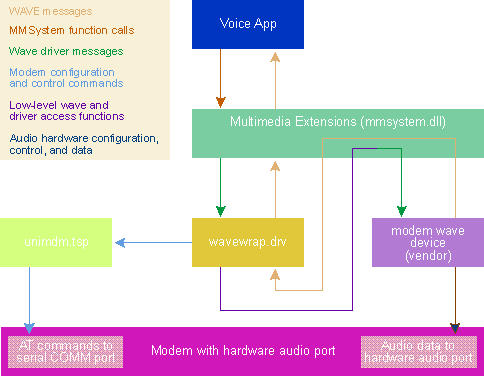 WAVE messages
MMSystem function calls
Wave driver messages
Modem configuration
and control commands
Low-level wave and
driver access functions
Audio hardware configuration,
control, and data
Voice App
Multimedia Extensions (mmsystem.dll)
unimdm.tsp
wavewrap.drv
modem wave
device
(vendor)
AT commands to
serial COMM port
Modem with hardware audio port
Audio data to
hardware audio port